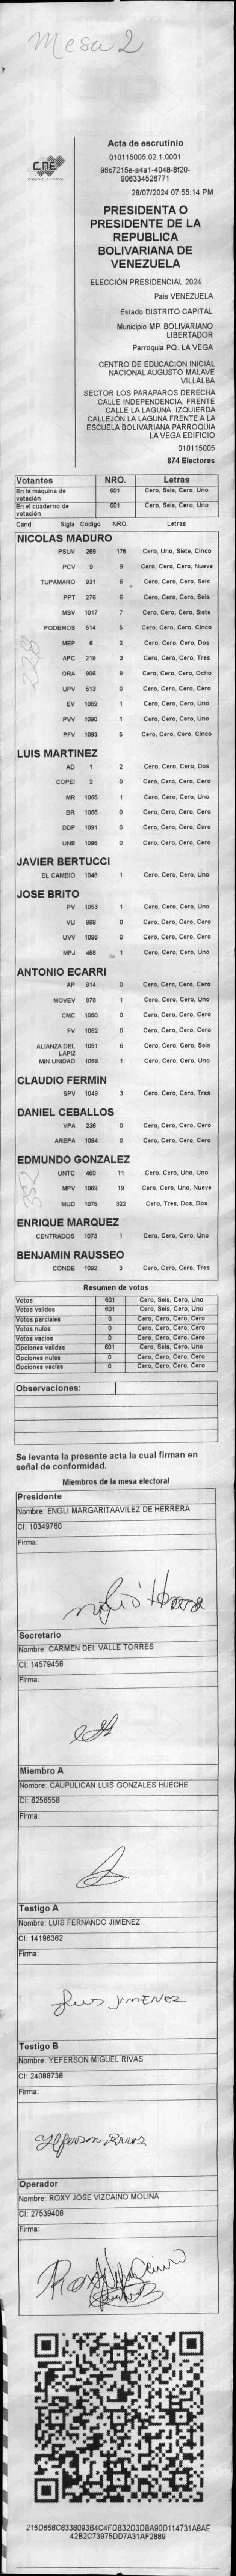 Mesa 2
CNE
Acta de escrutinio
010115005.02.1.0001
96c7215e-a4a1-4048-8f20-
906334526771
28/07/2024 07:55:14 PM
PRESIDENTA O
PRESIDENTE DE LA
REPUBLICA
BOLIVARIANA DE
VENEZUELA
ELECCIÓN PRESIDENCIAL 2024
País VENEZUELA
Estado DISTRITO CAPITAL
Municipio MP. BOLIVARIANO
LIBERTADOR
Parroquia PQ. LA VEGA
CENTRO DE EDUCACION INICIAL
NACIONAL AUGUSTO MALAVE
VILLALBA
SECTOR LOS PARAPAROS DERECHA
CALLE INDEPENDENCIA. FRENTE
CALLE LA LAGUNA. IZQUIERDA
CALLEJÓN LA LAGUNA FRENTE A LA
ESCUELA BOLIVARIANA PARROQUIA
LA VEGA EDIFICIO
010115005
874 Electores
Votantes NRO. Letras
En la máquina de votación 601 Cero, Seis, Cero, Uno
En el cuaderno de votación 601 Cero, Seis, Cero, Uno
Cand Sigla Código NRO. Letras
NICOLAS MADURO
PSUV 269 175 Cero, Uno, Siete, Cinco
PCV 9 9 Cero, Cero, Cero, Nueve
TUPAMARO 931 6 Cero, Cero, Cero, Seis
PPT 276 6 Cero, Cero, Cero, Seis
MSV 1017 7 Cero, Cero, Cero, Siete
PODEMOS 514 5 Cero, Cero, Cero, Cinco
228
MEP 6 2 Cero, Cero, Cero, Dos
APC 219 3 Cero, Cero, Cero, Tres
ORA 906 8 Cero, Cero, Cero, Ocho
UPV 513 0 Cero, Cero, Cero, Cero
EV 1089 1 Cero, Cero, Cero, Uno
PVV 1090 1 Cero, Cero, Cero, Uno
PFV 1093 5 Cero, Cero, Cero, Cinco
LUIS MARTINEZ
AD 1 2 Cero, Cero, Cero, Dos
COPEI 2 0 Cero, Cero, Cero, Cero
MR 1065 1 Cero, Cero, Cero, Uno
BR 1066 0 Cero, Cero, Cero, Cero
DDP 1091 0 Cero, Cero, Cero, Cero
UNE 1095 0 Cero, Cero, Cero, Cero
JAVIER BERTUCCI
EL CAMBIO 1048 1 Cero, Cero, Cero, Uno
JOSE BRITO
PV 1053 1 Cero, Cero, Cero, Uno
VU 969 0 Cero, Cero, Cero, Cero
UVV 1096 0 Cero, Cero, Cero, Cero
MPJ 458 1 Cero, Cero, Cero, Uno
ANTONIO ECARRI
AP 914 0 Cero, Cero, Cero, Cero
MOVEV 979 1 Cero, Cero, Cero, Uno
CMC 1050 0 Cero, Cero, Cero, Cero
FV 1062 0 Cero, Cero, Cero, Cero
ALIANZA DEL LAPIZ 1051 6 Cero, Cero, Cero, Seis
MIN UNIDAD 1068 1 Cero, Cero, Cero, Uno
CLAUDIO FERMIN
SPV 1049 3 Cero, Cero, Cero, Tres
DANIEL CEBALLOS
VPA 236 0 Cero, Cero, Cero, Cero
AREPA 1094 0 Cero, Cero, Cero, Cero
EDMUNDO GONZALEZ
UNTC 460 11 Cero, Cero, Uno, Uno
352
MPV 1069 19 Cero, Cero, Uno, Nueve
MUD 1075 322 Cero, Tres, Dos, Dos
ENRIQUE MARQUEZ
CENTRADOS 1073 1 Cero, Cero, Cero, Uno
BENJAMIN RAUSSEO
CONDE 1092 3 Cero, Cero, Cero, Tres
Resumen de votos
Votos 601 Cero, Seis, Cero, Uno
Votos validos 601 Cero, Seis, Cero, Uno
Votos parciales 0 Cero, Cero, Cero, Cero
Votos nulos 0 Cero, Cero, Cero, Cero
Votos vacios 0 Cero, Cero, Cero, Cero
Opciones validas 601 Cero, Seis, Cero, Uno
Opciones nulas 0 Cero, Cero, Cero, Cero
Opciones vacias 0 Cero, Cero, Cero, Cero
Observaciones:
Se levanta la presente acta la cual firman en
señal de conformidad.
Miembros de la mesa electoral
Presidente
Nombre: ENGLI MARGARITAAVILEZ DE HERRERA
CI: 10349760
Firma:
Secretario
Nombre: CARMEN DEL VALLE TORRES
CI: 14579458
Firma:
Miembro A
Nombre: CAUPULICAN LUIS GONZALES HUECHE
CI: 6256558
Firma:
Testigo A
Nombre: LUIS FERNANDO JIMENEZ
CI: 14196362
Firma:
Luis JIMENEZ
Testigo B
Nombre: YEFERSON MIGUEL RIVAS
CI: 24088738
Firma:
Yeferson Rivas
Operador
Nombre: ROXY JOSE VIZCAINO MOLINA
CI: 27539408
Firma:
215D658C8338093B4C4FDB32D3DBA90D114731A8AE
42B2C73975DD7A31AF2889